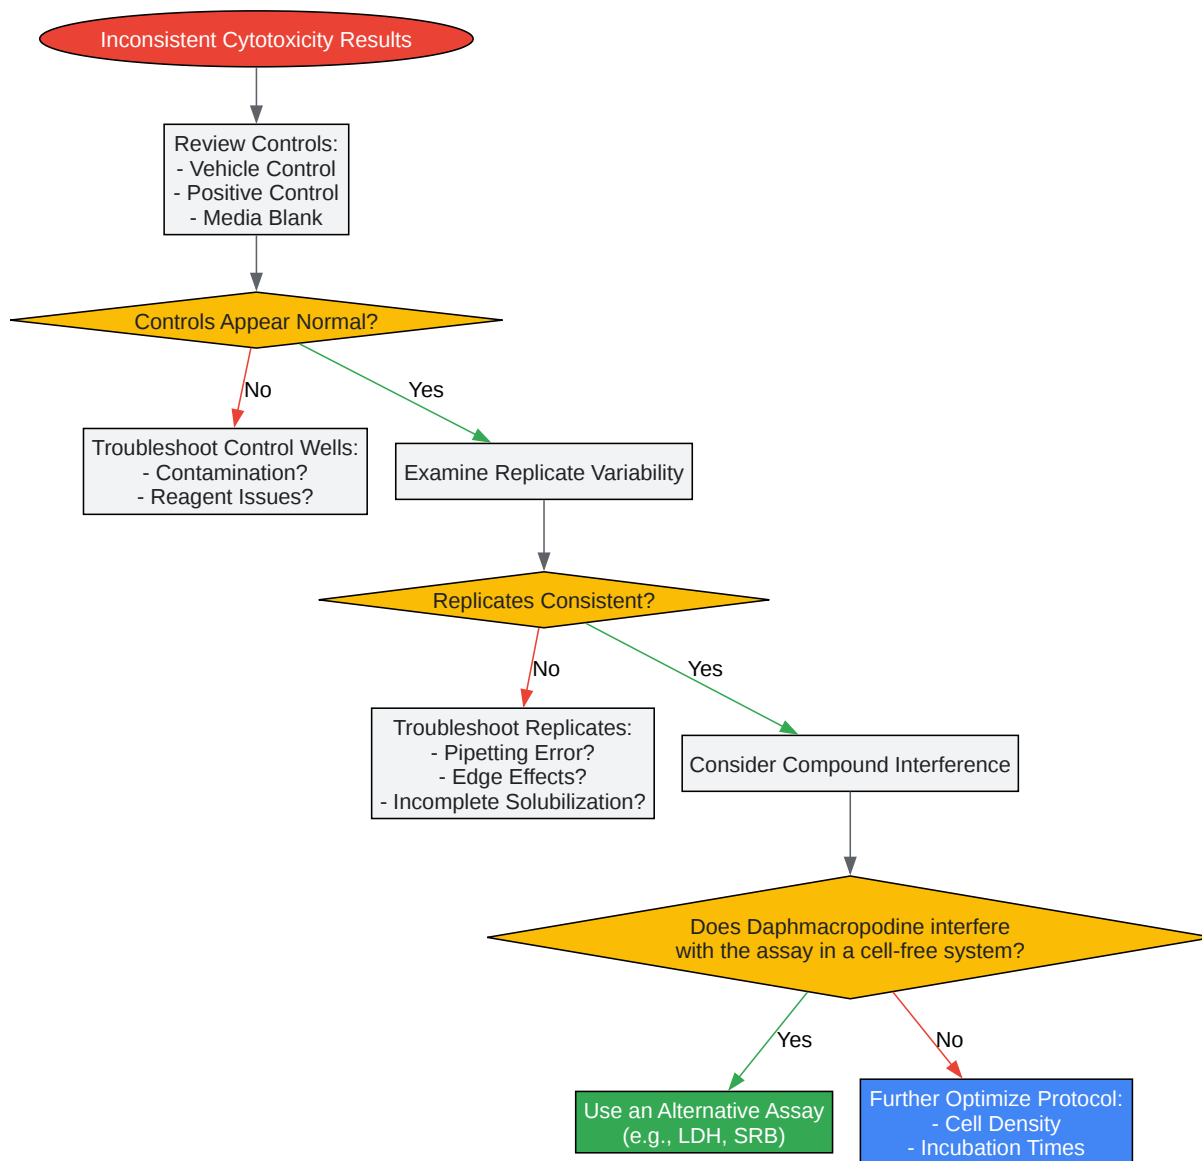 Inconsistent Cytotoxicity Results
Review Controls:
- Vehicle Control
- Positive Control
- Media Blank
Controls Appear Normal?
No
Yes
Troubleshoot Control Wells:
- Contamination?
- Reagent Issues?
Examine Replicate Variability
Replicates Consistent?
No
Yes
Troubleshoot Replicates:
- Pipetting Error?
- Edge Effects?
- Incomplete Solubilization?
Consider Compound Interference
Does Daphmacropodine interfere
with the assay in a cell-free system?
Yes
No
Use an Alternative Assay
(e.g., LDH, SRB)
Further Optimize Protocol:
- Cell Density
- Incubation Times